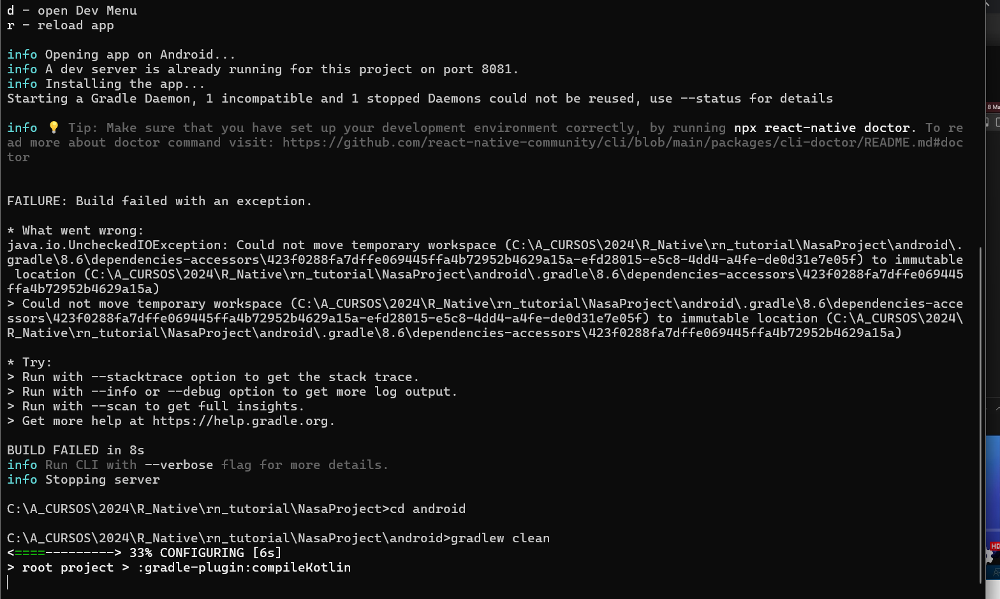 d - open Dev Menu
r - reload app
info Opening app on Android...
info A dev server is already running for this project on port 8081.
info Installing the app...
Starting a Gradle Daemon, 1 incompatible and 1 stopped Daemons could not be reused, use --status for details
info 💡 Tip: Make sure that you have set up your development environment correctly, by running npx react-native doctor. To re
ad more about doctor command visit: https://github.com/react-native-community/cli/blob/main/packages/cli-doctor/README.md#doc
tor
FAILURE: Build failed with an exception.
* What went wrong:
java.io.UncheckedIOException: Could not move temporary workspace (C:\A_CURSOS\2024\R_Native\rn_tutorial\NasaProject\android\.
gradle\8.6\dependencies-accessors\423f0288fa7dffe069445ffa4b72952b4629a15a-efd28015-e5c8-4dd4-a4fe-de0d31e7e05f) to immutable
 location (C:\A_CURSOS\2024\R_Native\rn_tutorial\NasaProject\android\.gradle\8.6\dependencies-accessors\423f0288fa7dffe069445
ffa4b72952b4629a15a)
> Could not move temporary workspace (C:\A_CURSOS\2024\R_Native\rn_tutorial\NasaProject\android\.gradle\8.6\dependencies-acce
ssors\423f0288fa7dffe069445ffa4b72952b4629a15a-efd28015-e5c8-4dd4-a4fe-de0d31e7e05f) to immutable location (C:\A_CURSOS\2024\
R_Native\rn_tutorial\NasaProject\android\.gradle\8.6\dependencies-accessors\423f0288fa7dffe069445ffa4b72952b4629a15a)
* Try:
> Run with --stacktrace option to get the stack trace.
> Run with --info or --debug option to get more log output.
> Run with --scan to get full insights.
> Get more help at https://help.gradle.org.
BUILD FAILED in 8s
info Run CLI with --verbose flag for more details.
info Stopping server
C:\A_CURSOS\2024\R_Native\rn_tutorial\NasaProject>cd android
C:\A_CURSOS\2024\R_Native\rn_tutorial\NasaProject\android>gradlew clean
<====---------> 33% CONFIGURING [6s]
> root project > :gradle-plugin:compileKotlin
8 Ma
HD